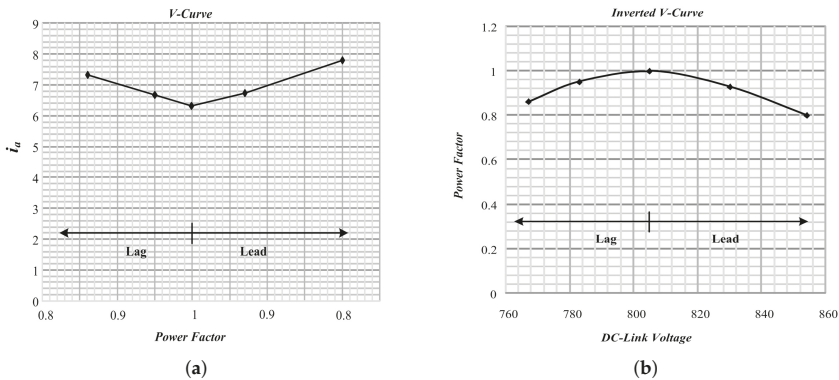 V-Curve
9
8
7
6
5
4
3
2
1
0
i_a
Lag
Lead
0.8
0.9
1
0.9
0.8
Power Factor
(a)
Inverted V-Curve
1.2
1
0.8
0.6
0.4
0.2
0
Power Factor
Lag
Lead
760
780
800
820
840
860
DC-Link Voltage
(b)